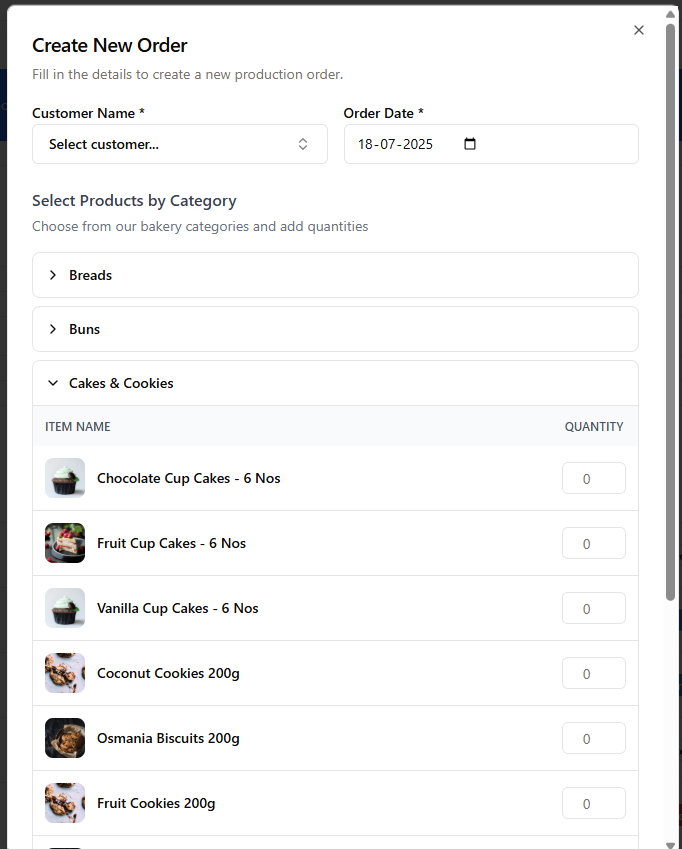 Create New Order
Fill in the details to create a new production order.
Customer Name *
Order Date *
Select customer...
18-07-2025
Select Products by Category
Choose from our bakery categories and add quantities
Breads
Buns
Cakes & Cookies
ITEM NAME
QUANTITY
Chocolate Cup Cakes - 6 Nos
0
Fruit Cup Cakes - 6 Nos
0
Vanilla Cup Cakes - 6 Nos
0
Coconut Cookies 200g
0
Osmania Biscuits 200g
0
Fruit Cookies 200g
0